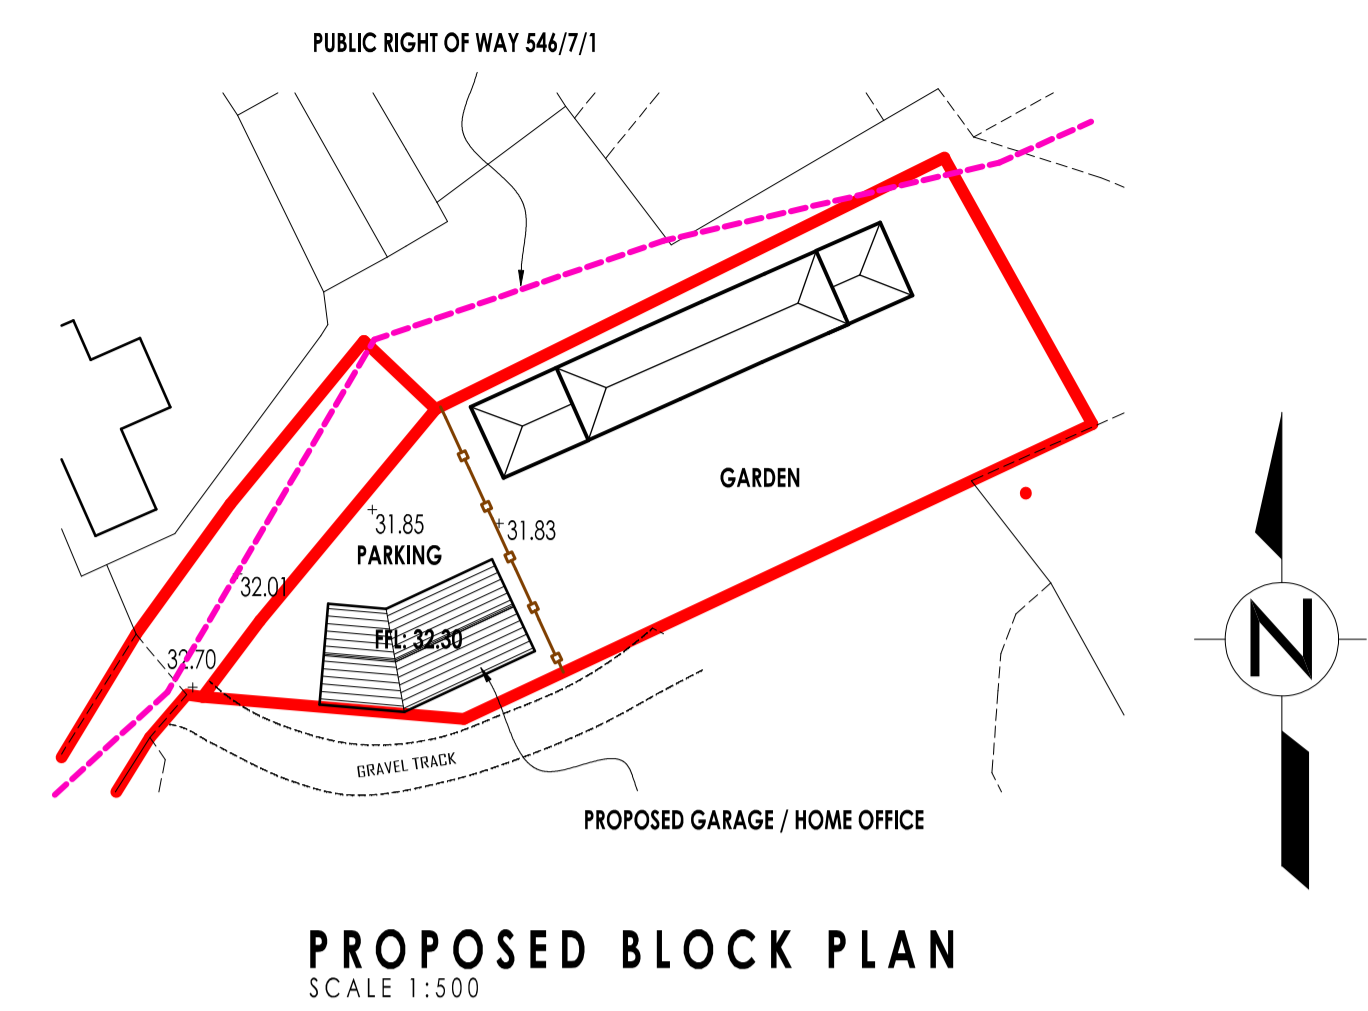 PUBLIC RIGHT OF WAY 546/7/1
GARDEN
31.85
31.83
PARKING
32.01
FFL: 32.30
32.70
GRAVEL TRACK
PROPOSED GARAGE / HOME OFFICE
N
PROPOSED BLOCK PLAN
SCALE 1:500